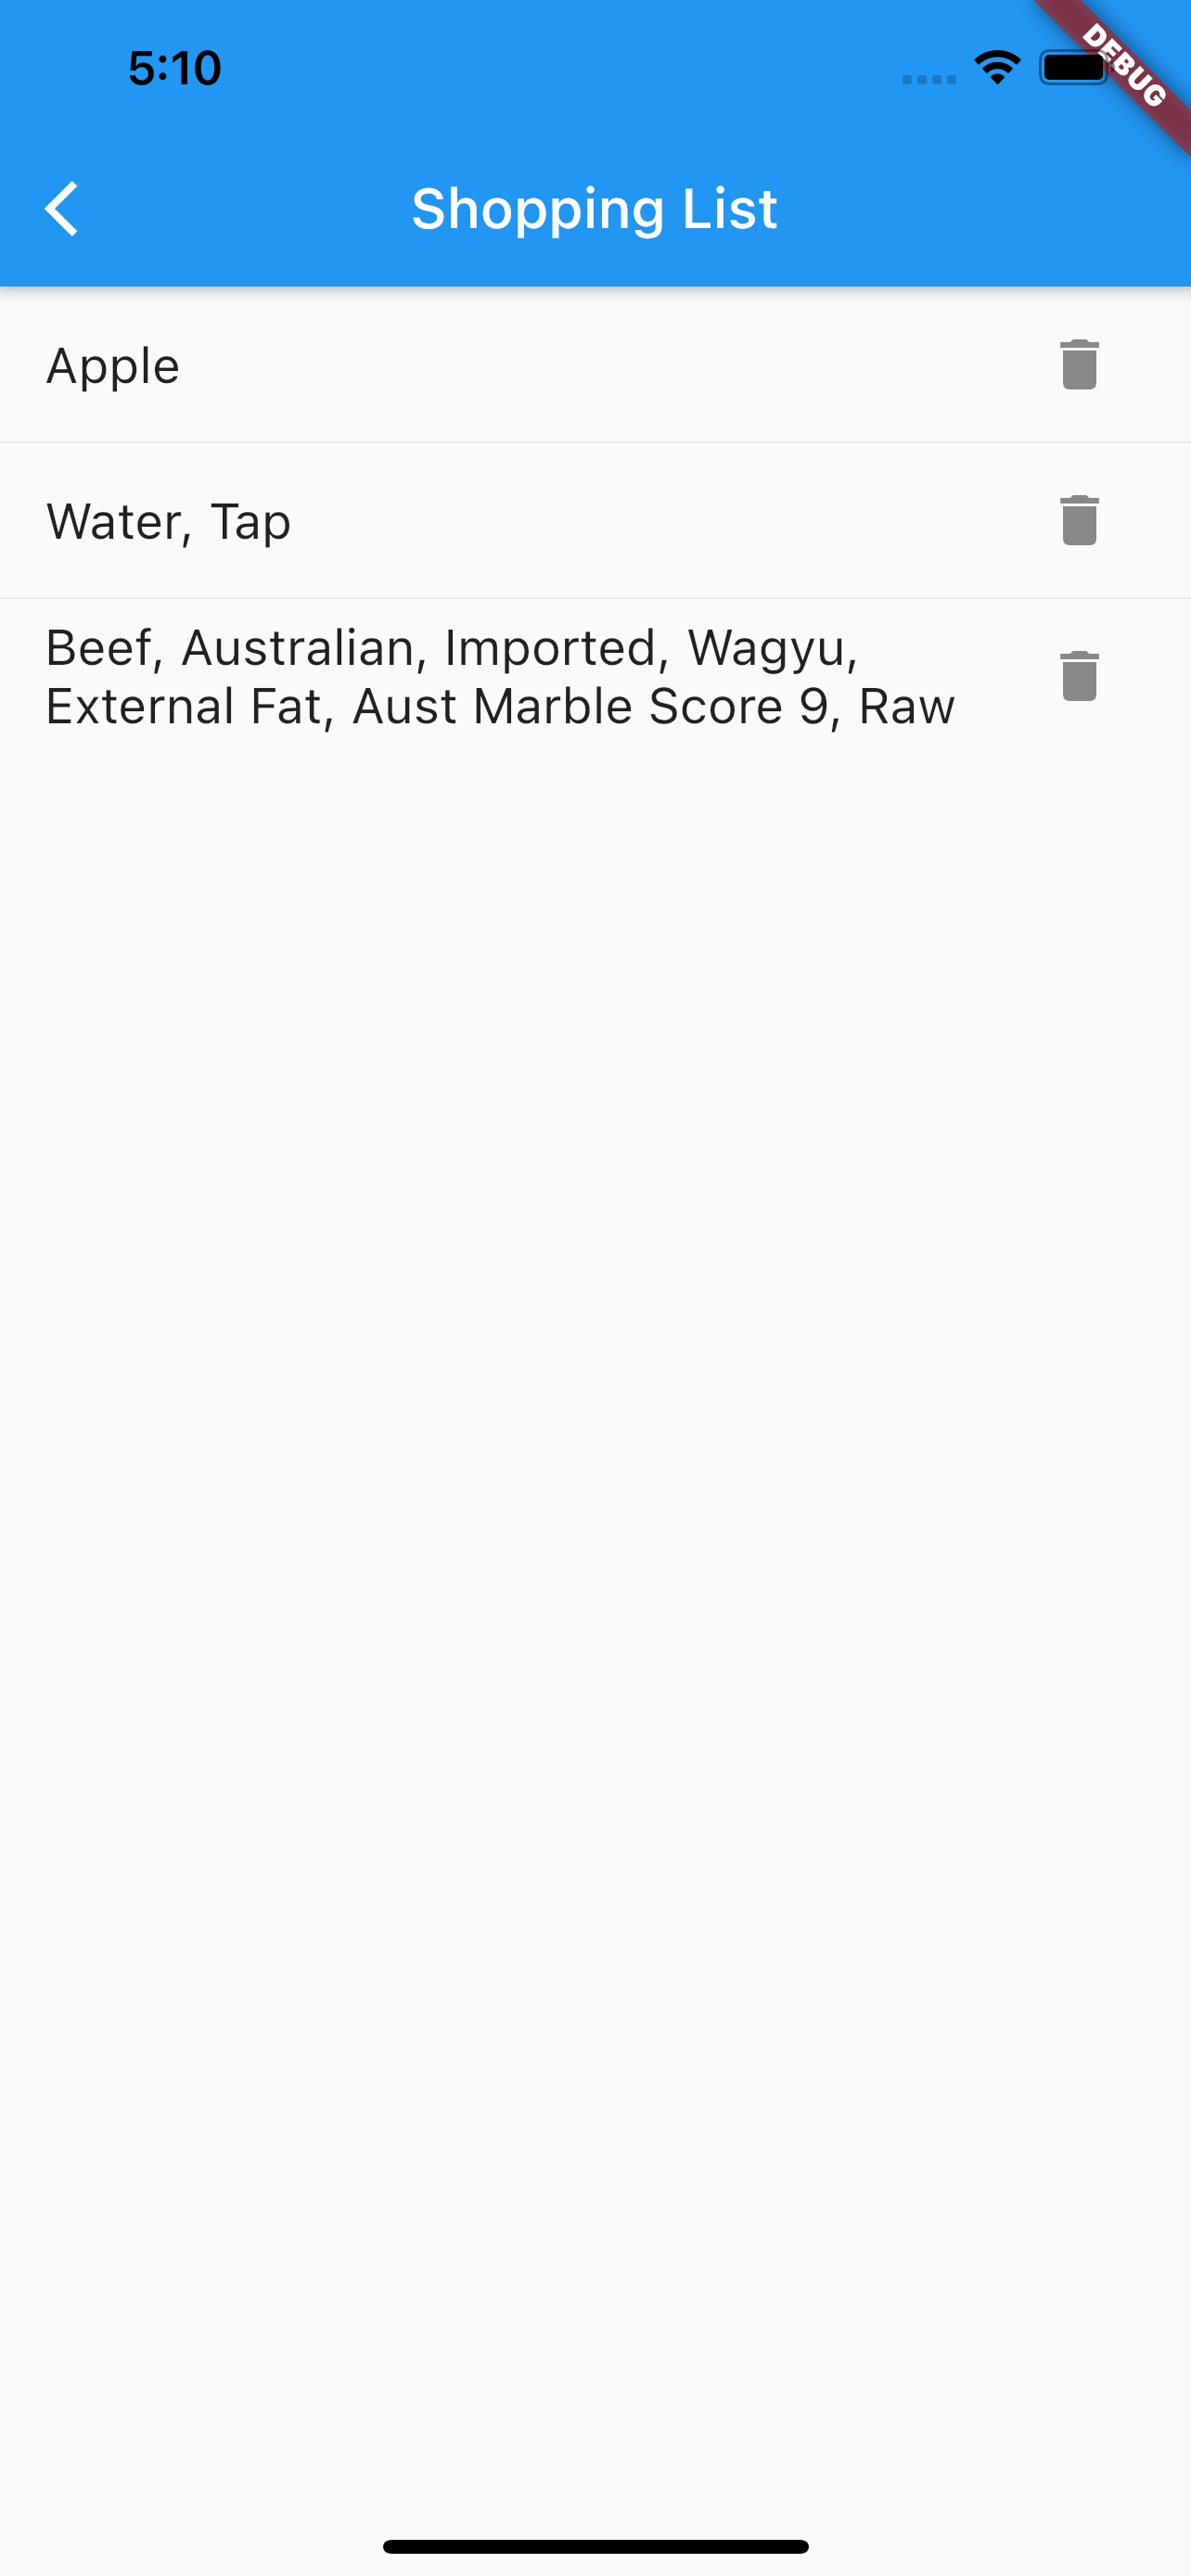 5:10
DEBUG
Shopping List
Apple
Water, Tap
Beef, Australian, Imported, Wagyu,
External Fat, Aust Marble Score 9, Raw